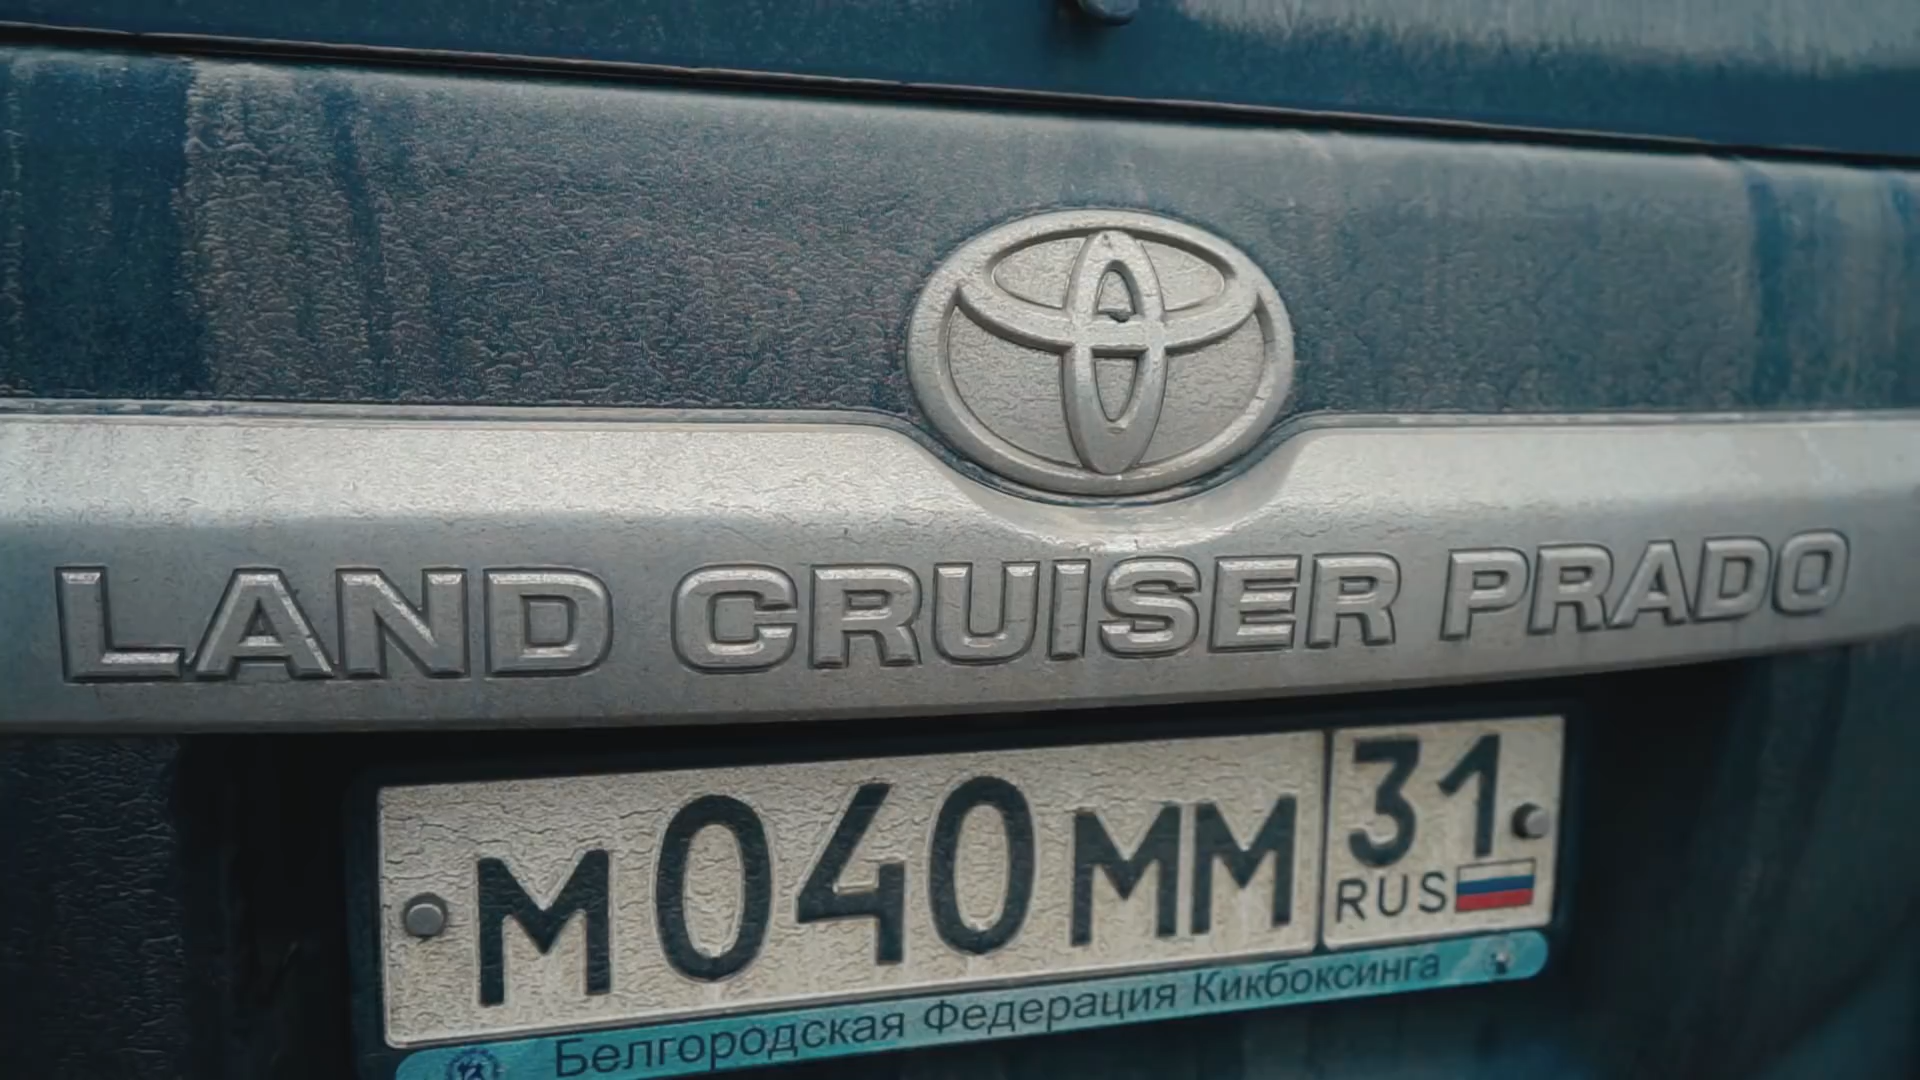 LAND CRUISER PRADO
м040мм 31
RUS
Белгородская Федерация Кикбоксинга